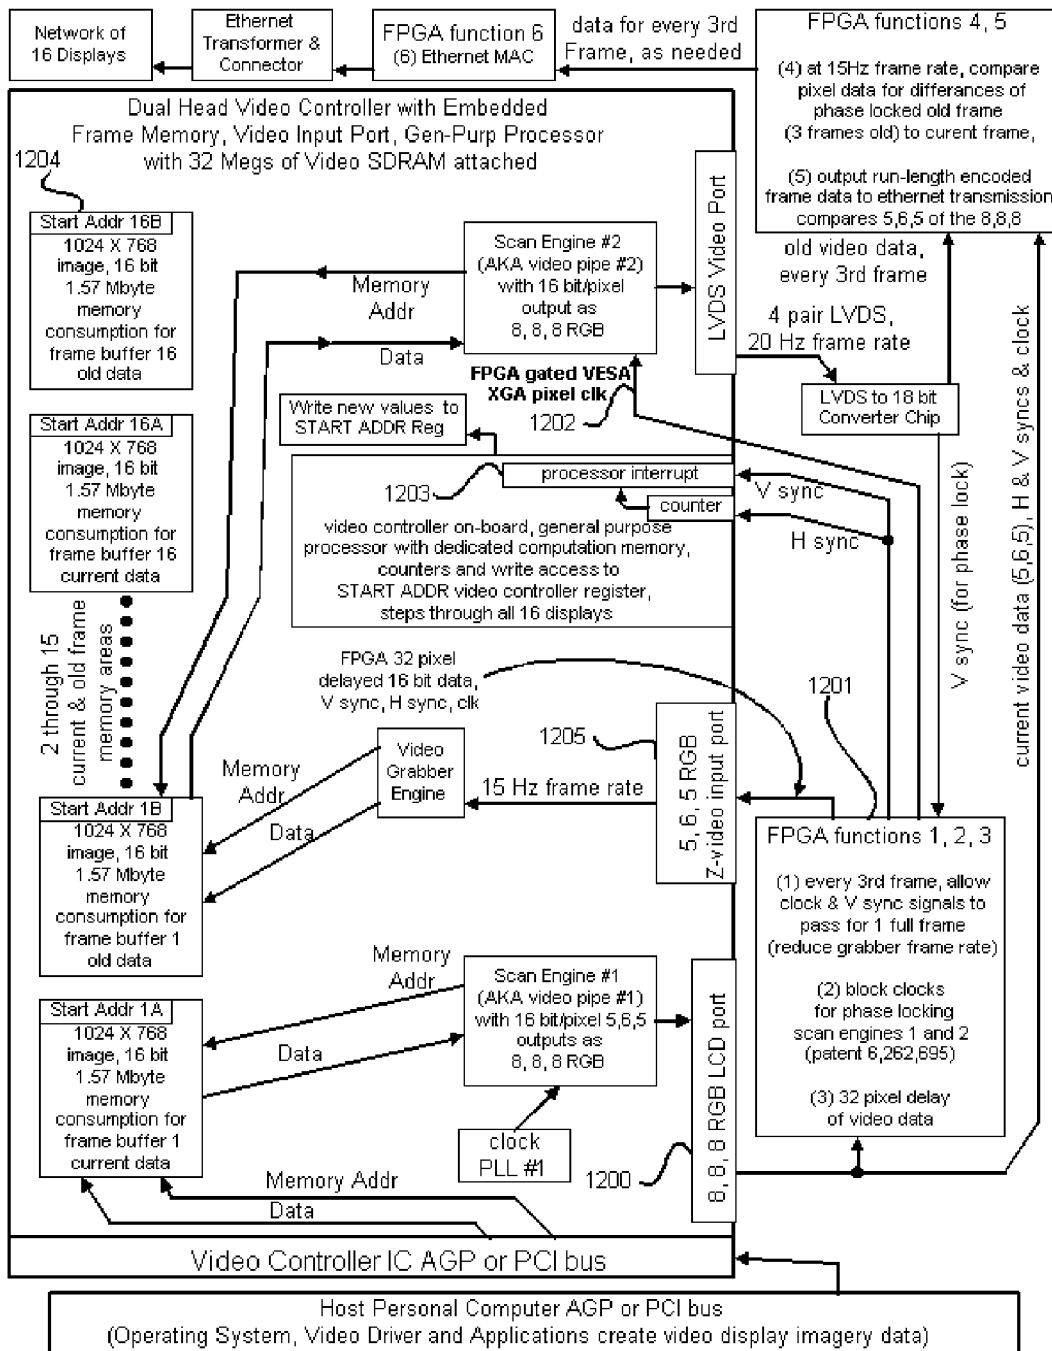 Network of
16 Displays
Ethernet
Transformer &
Connector
FPGA function 6
(6) Ethernet MAC
data for every 3rd
Frame, as needed
FPGA functions 4, 5
(4) at 15Hz frame rate, compare
pixel data for differances of
phase locked old frame
(3 frames old) to curent frame,
(5) output run-length encoded
frame data to ethernet transmission
compares 5,6,5 of the 8,8,8
Dual Head Video Controller with Embedded
Frame Memory, Video Input Port, Gen-Purp Processor
with 32 Megs of Video SDRAM attached
1204
Start Addr 16B
1024 X 768
image, 16 bit
1.57 Mbyte
memory
consumption for
frame buffer 16
old data
Memory
Addr
Data
Scan Engine #2
(AKA video pipe #2)
with 16 bit/pixel
output as
8, 8, 8 RGB
LVDS Video Port
old video data,
every 3rd frame
4 pair LVDS,
20 Hz frame rate
LVDS to 18 bit
Converter Chip
FPGA gated VESA
XGA pixel clk
1202
Write new values to
START ADDR Reg
Start Addr 16A
1024 X 768
image, 16 bit
1.57 Mbyte
memory
consumption for
frame buffer 16
current data
1203
processor interrupt
counter
V sync
H sync
video controller on-board, general purpose
processor with dedicated computation memory,
counters and write access to
START ADDR video controller register,
steps through all 16 displays
V sync (for phase lock)
current video data (5,6,5), H & V syncs & clock
2 through 15
current & old frame
memory areas
FPGA 32 pixel
delayed 16 bit data,
V sync, H sync, clk
1201
1205
Start Addr 1B
1024 X 768
image, 16 bit
1.57 Mbyte
memory
consumption for
frame buffer 1
old data
Memory
Addr
Data
Video
Grabber
Engine
15 Hz frame rate
5, 6, 5 RGB
Z-video input port
FPGA functions 1, 2, 3
(1) every 3rd frame, allow
clock & V sync signals to
pass for 1 full frame
(reduce grabber frame rate)
(2) block clocks
for phase locking
scan engines 1 and 2
(patent 6,262,695)
(3) 32 pixel delay
of video data
Start Addr 1A
1024 X 768
image, 16 bit
1.57 Mbyte
memory
consumption for
frame buffer 1
current data
Memory
Addr
Data
Scan Engine #1
(AKA video pipe #1)
with 16 bit/pixel 5,6,5
outputs as
8, 8, 8 RGB
8, 8, 8 RGB LCD port
clock
PLL #1
1200
Memory Addr
Data
Video Controller IC AGP or PCI bus
Host Personal Computer AGP or PCI bus
(Operating System, Video Driver and Applications create video display imagery data)